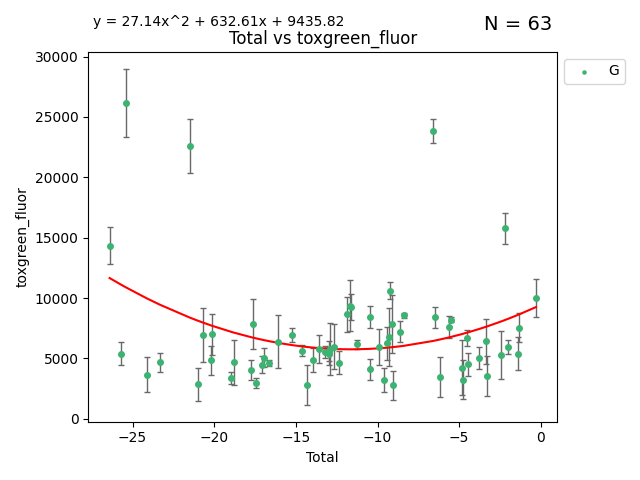 y = 27.14x^2 + 632.61x + 9435.82
N = 63
Total vs toxgreen_fluor
G
30000
25000
20000
15000
10000
5000
0
toxgreen_fluor
−25
−20
−15
−10
−5
0
Total